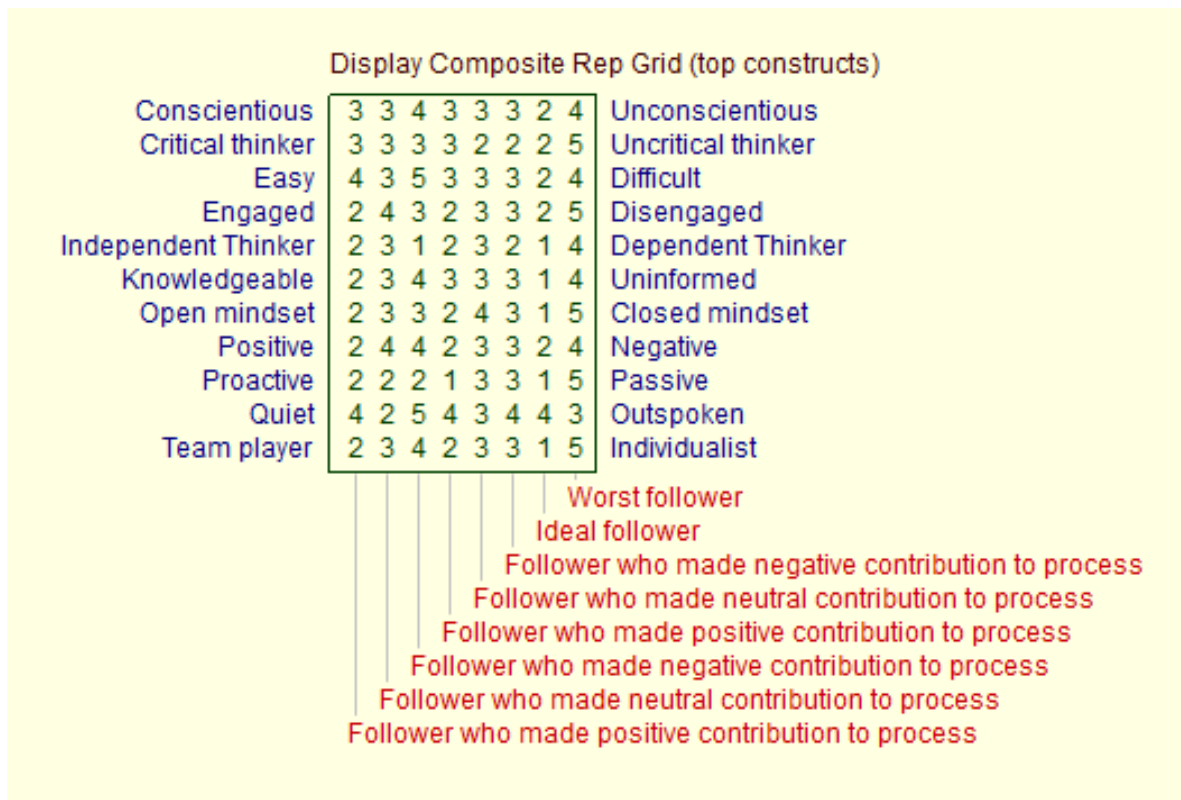 Display Composite Rep Grid (top constructs)
Conscientious 3 3 4 3 3 3 2 4 Unconscientious
Critical thinker 3 3 3 3 2 2 2 5 Uncritical thinker
Easy 4 3 5 3 3 3 2 4 Difficult
Engaged 2 4 3 2 3 3 2 5 Disengaged
Independent Thinker 2 3 1 2 3 2 1 4 Dependent Thinker
Knowledgeable 2 3 4 3 3 3 1 4 Uninformed
Open mindset 2 3 3 2 4 3 1 5 Closed mindset
Positive 2 4 4 2 3 3 2 4 Negative
Proactive 2 2 2 1 3 3 1 5 Passive
Quiet 4 2 5 4 3 4 4 3 Outspoken
Team player 2 3 4 2 3 3 1 5 Individualist
Worst follower
Ideal follower
Follower who made negative contribution to process
Follower who made neutral contribution to process
Follower who made positive contribution to process
Follower who made negative contribution to process
Follower who made neutral contribution to process
Follower who made positive contribution to process